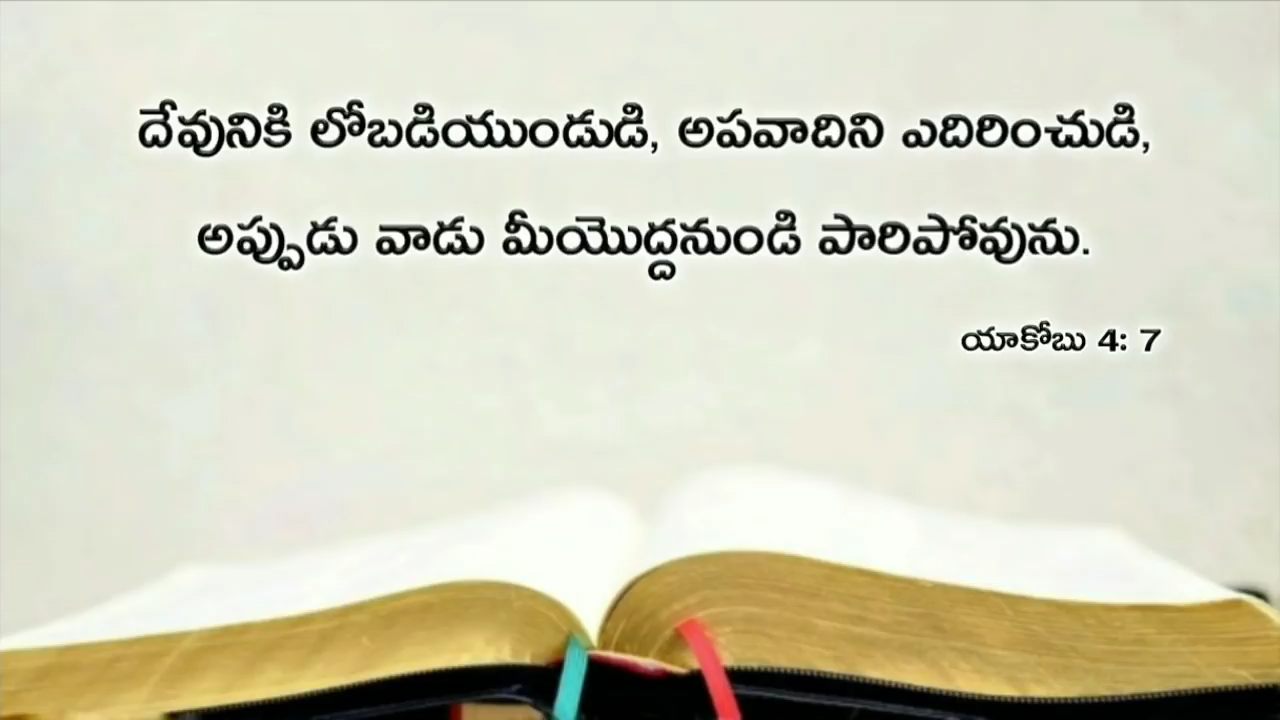 దేవునికి లోబడియుండుడి, అపవాదిని ఎదిరించుడి,
అప్పుడు వాడు మీయొద్దనుండి పారిపోవును.
యాకోబు 4: 7